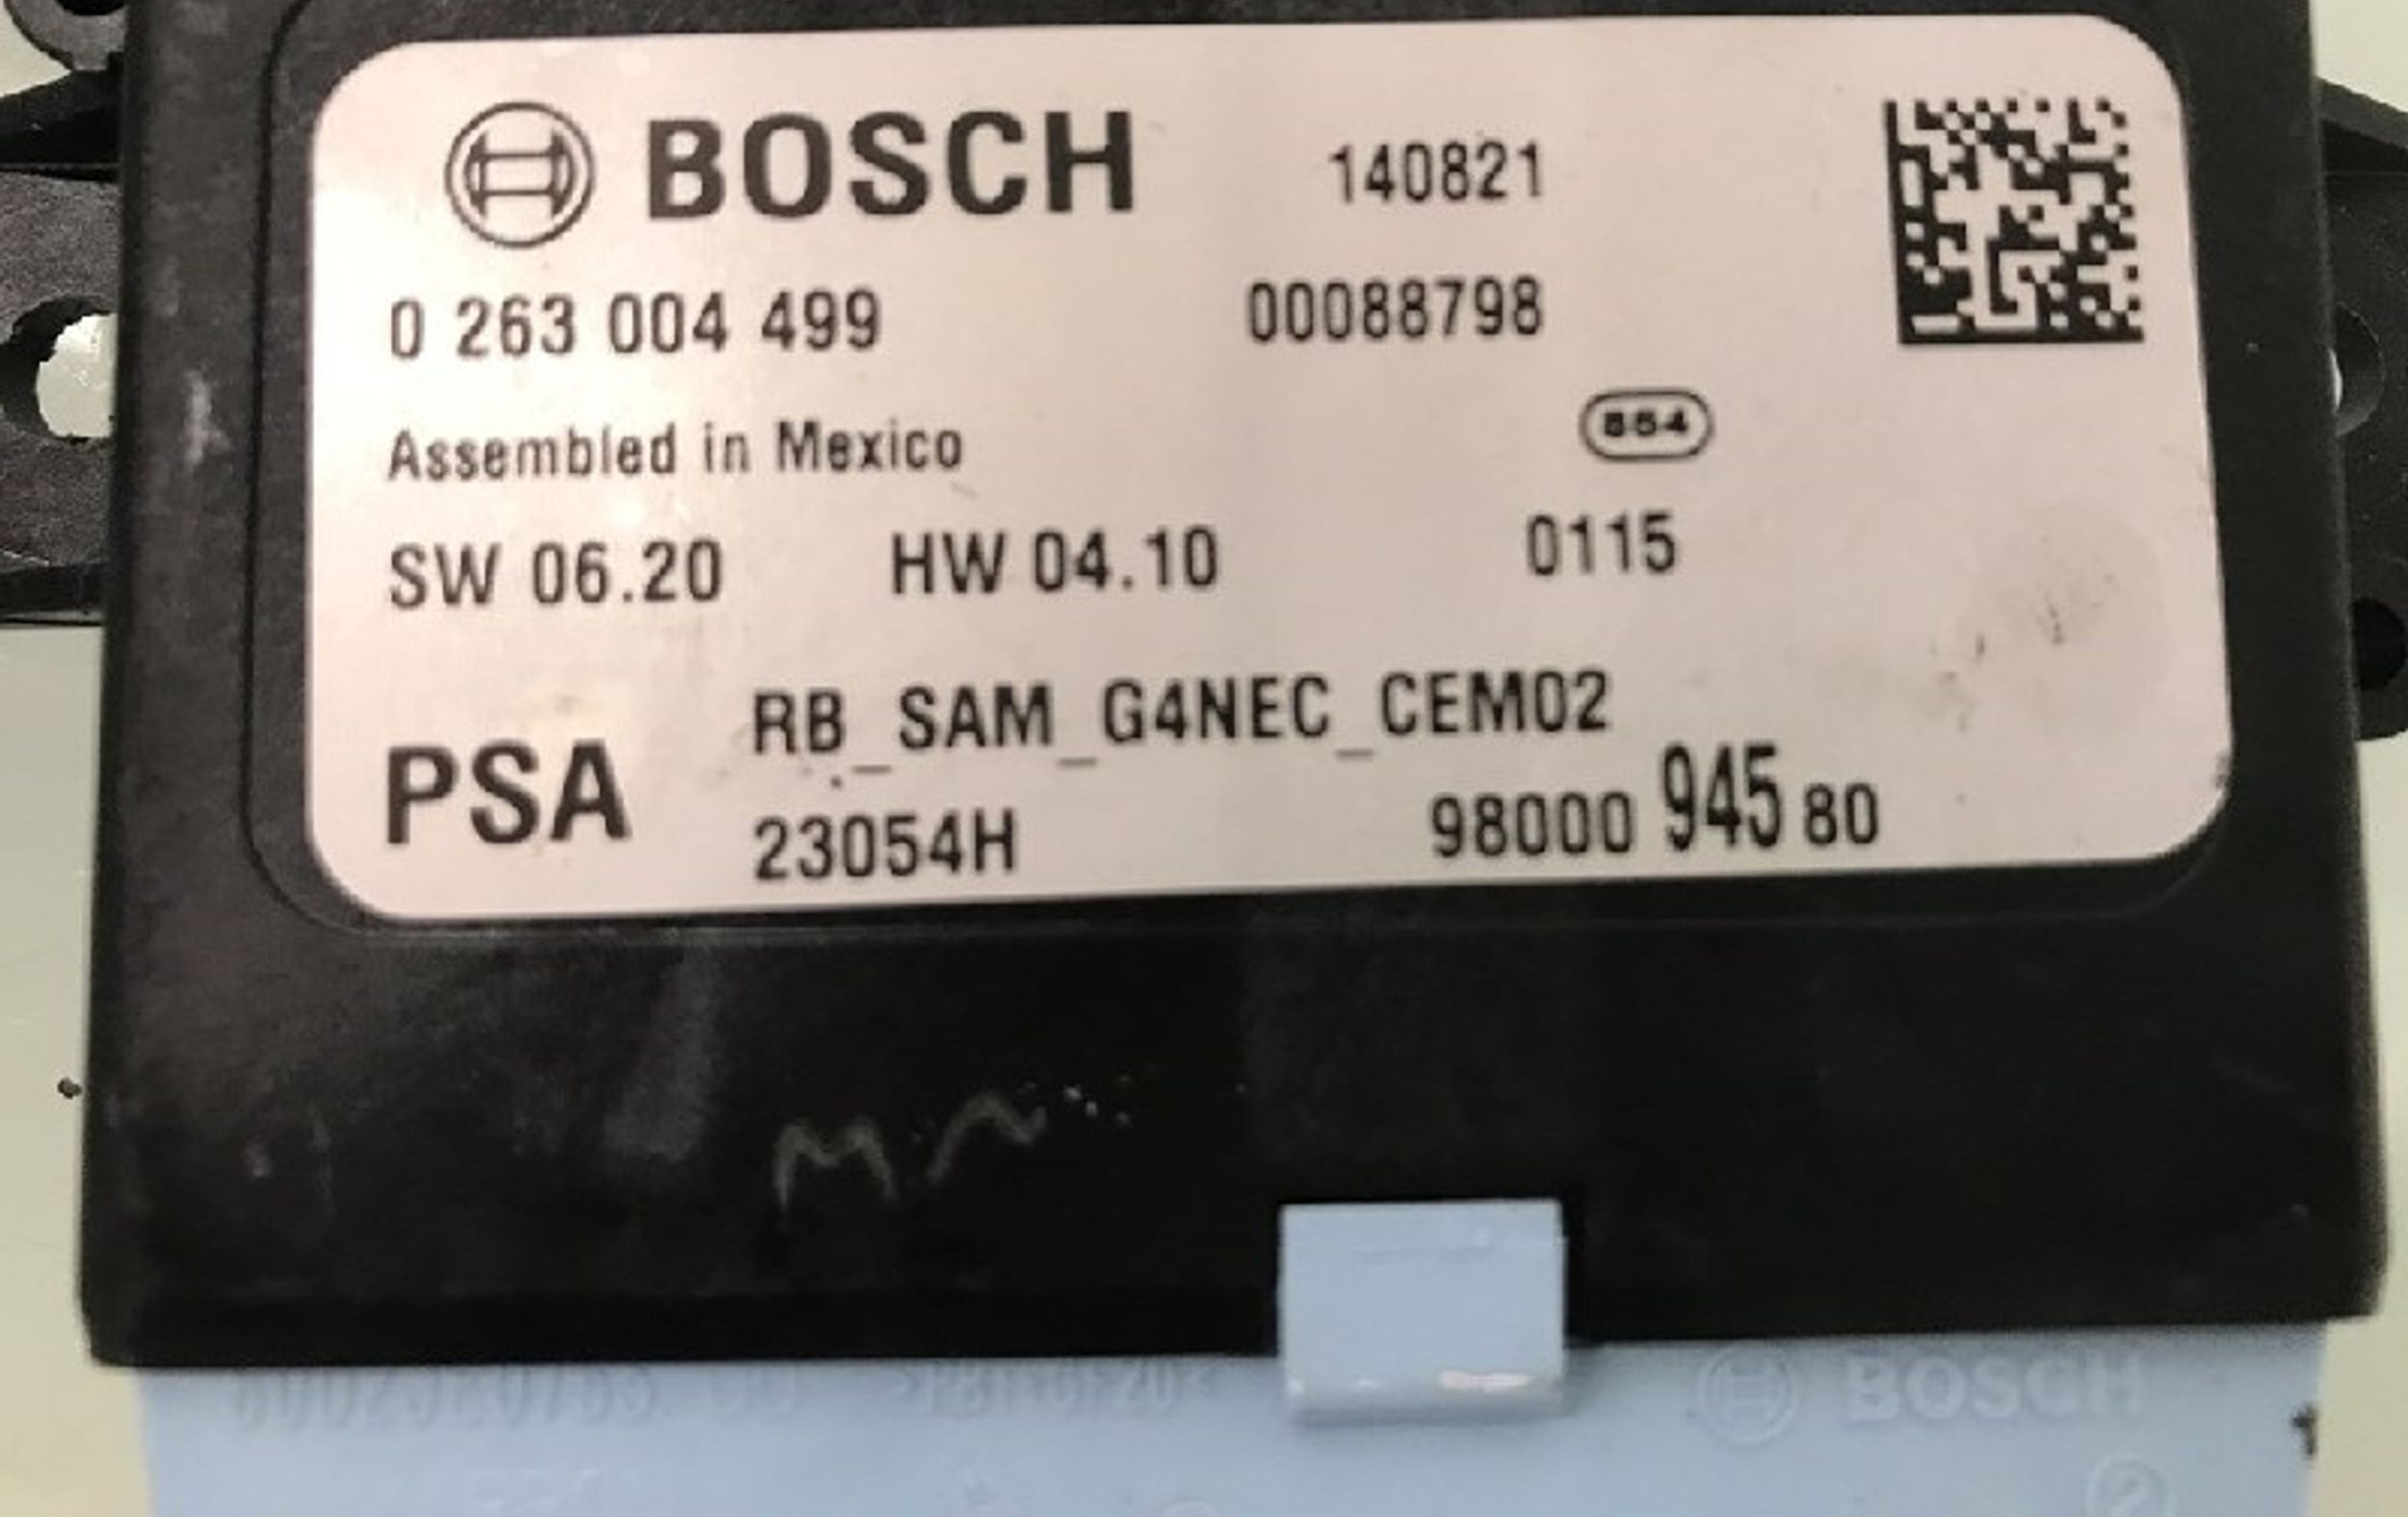 BOSCH 140821
0 263 004 499 00088798
Assembled in Mexico
SW 06.20 HW 04.10 0115
RB_SAM_G4NEC_CEM02
PSA
23054H 98000 945 80
BOSCH
2